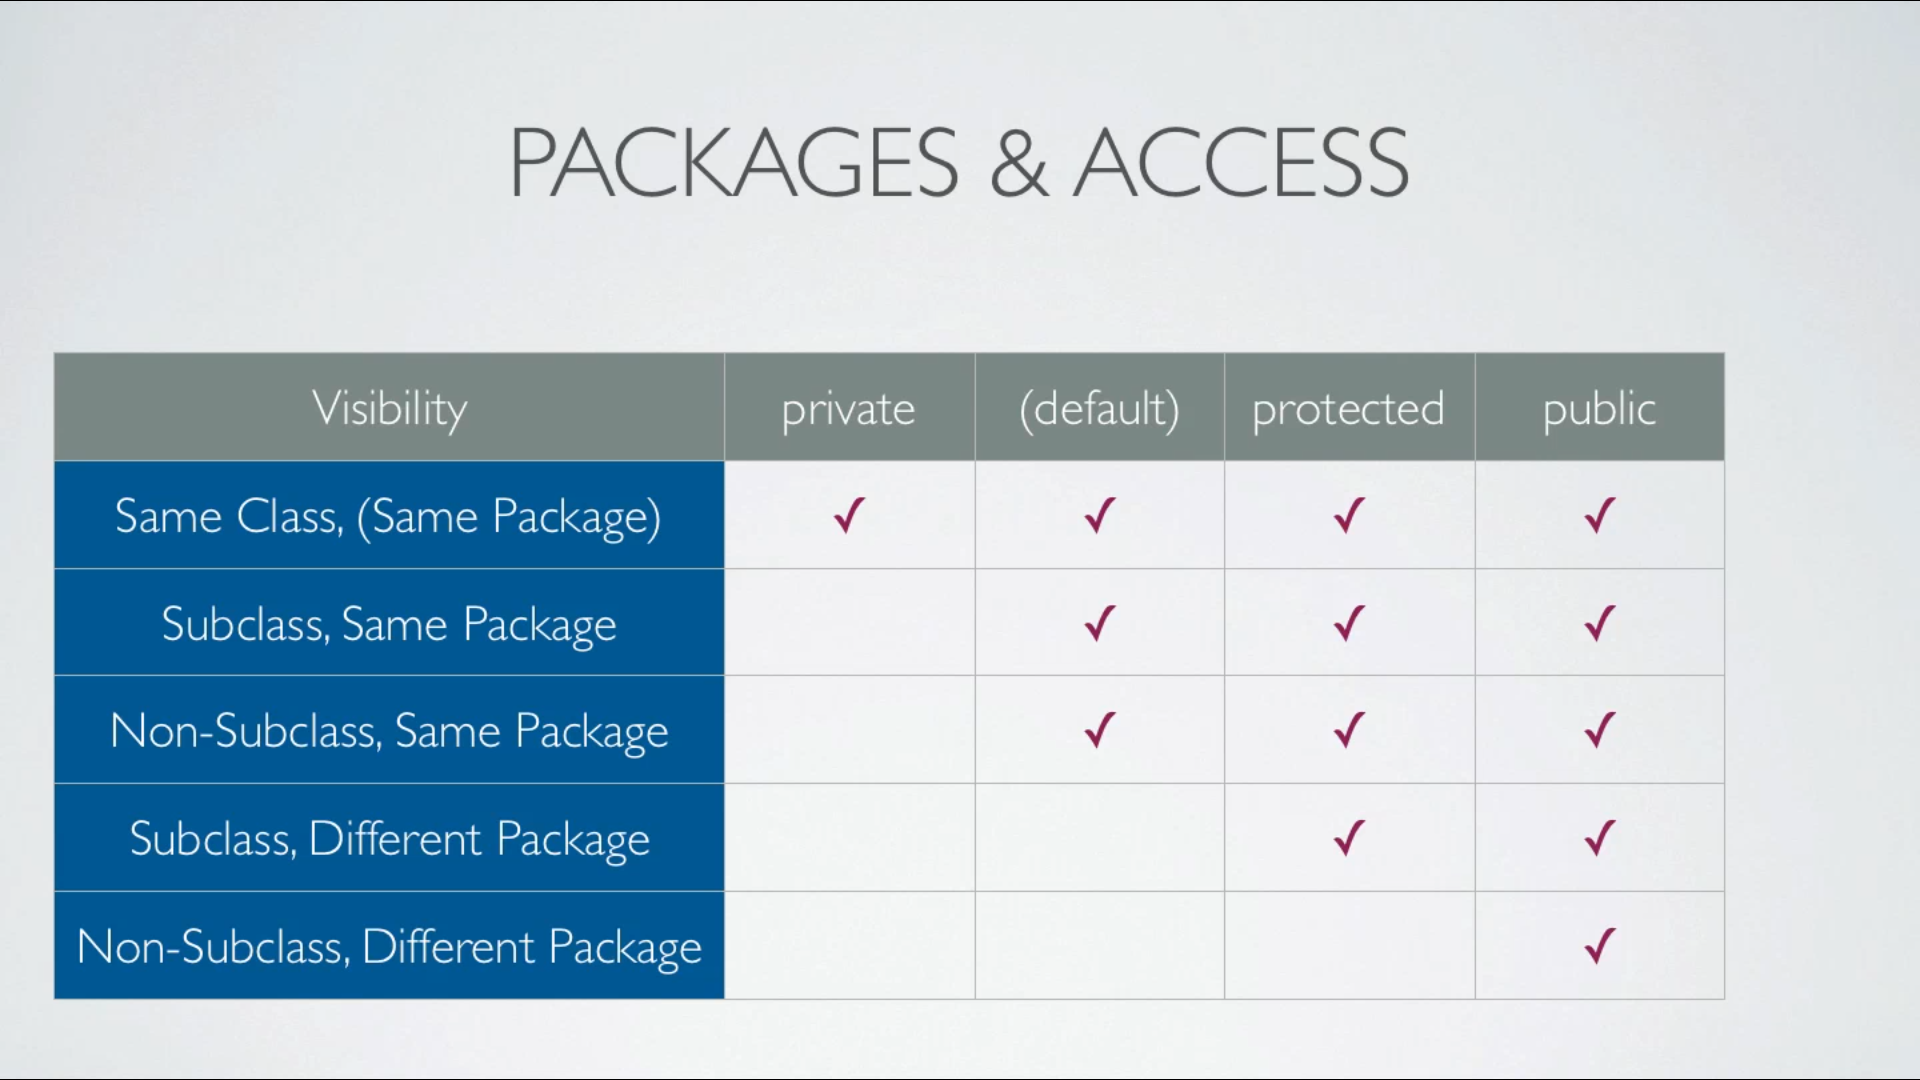 PACKAGES & ACCESS
Visibility private (default) protected public
Same Class, (Same Package) ✓ ✓ ✓ ✓
Subclass, Same Package ✓ ✓ ✓
Non-Subclass, Same Package ✓ ✓ ✓
Subclass, Different Package ✓ ✓
Non-Subclass, Different Package ✓